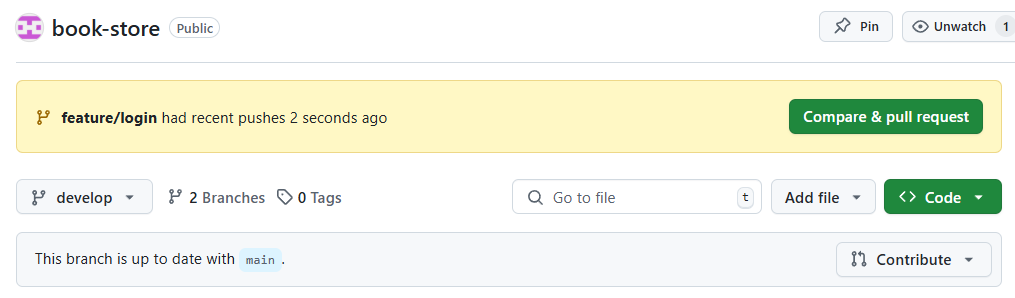 book-store Public Pin Unwatch 1
feature/login had recent pushes 2 seconds ago Compare & pull request
develop 2 Branches 0 Tags Go to file t Add file Code
This branch is up to date with main. Contribute